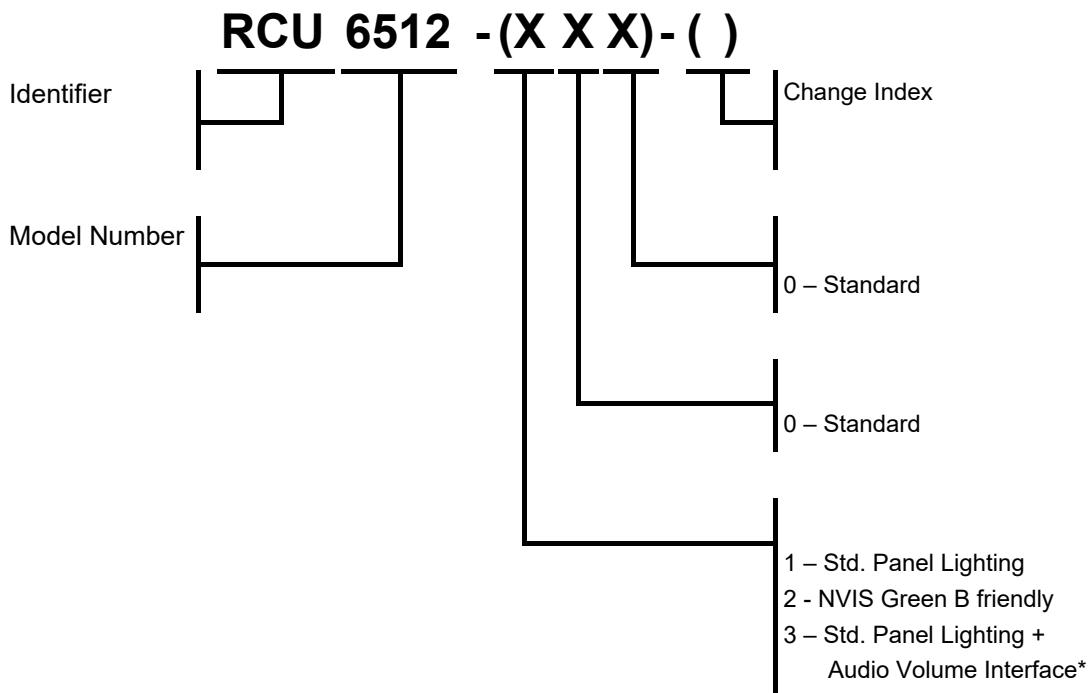 RCU 6512 -(X X X)- ( )
Identifier
Change Index
Model Number
0 – Standard
0 – Standard
1 – Std. Panel Lighting
2 - NVIS Green B friendly
3 – Std. Panel Lighting +
Audio Volume Interface*